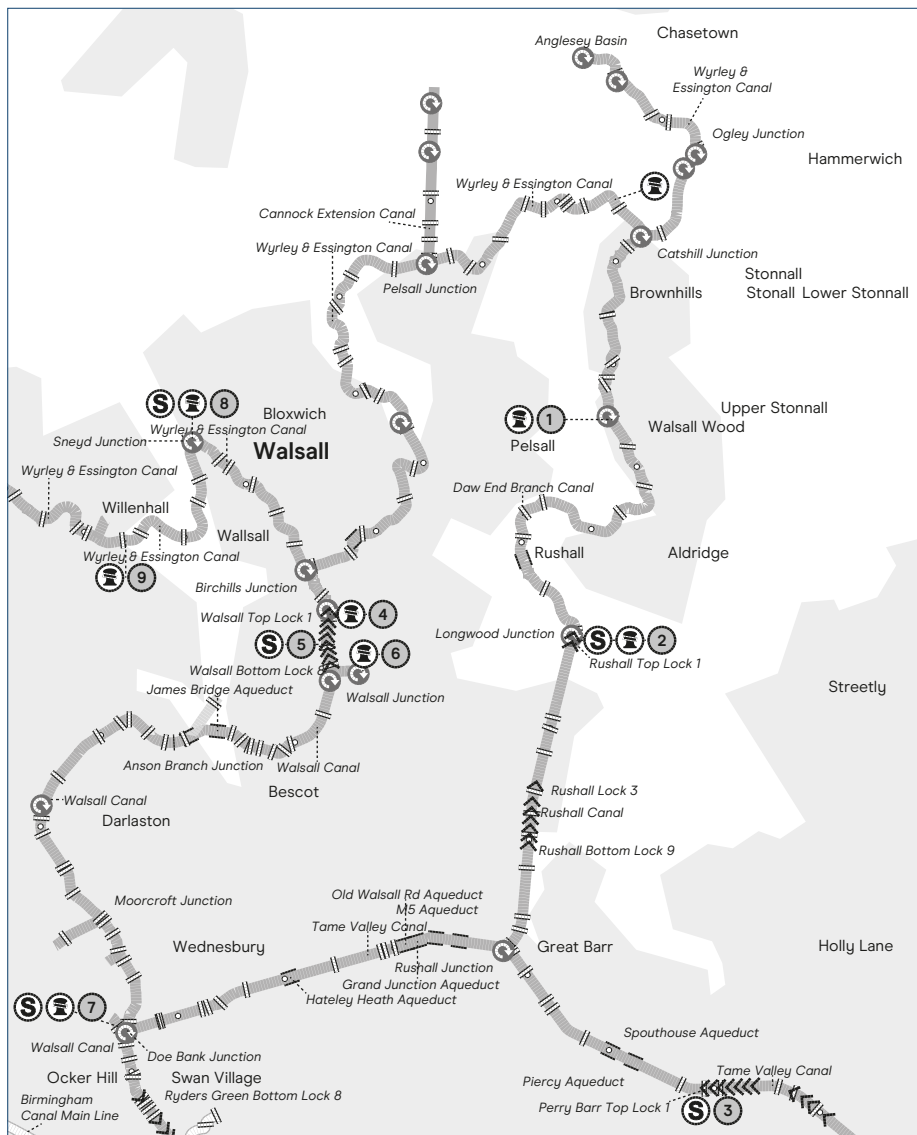 Chasetown
Anglesey Basin
Wyrley &
Essington Canal
Ogley Junction
Hammerwich
Wyrley & Essington Canal
Cannock Extension Canal
Wyrley & Essington Canal
Catshill Junction
Pelsall Junction
Stonnall
Brownhills
Stonall Lower Stonnall
S
8
Bloxwich
Upper Stonnall
1
Walsall Wood
Wyrley & Essington Canal
Sneyd Junction
Pelsall
Walsall
Wyrley & Essington Canal
Daw End Branch Canal
Willenhall
Wallsall
Rushall
Aldridge
Wyrley & Essington Canal
9
Birchills Junction
Walsall Top Lock 1
4
Longwood Junction
S
2
S
5
6
Rushall Top Lock 1
Walsall Bottom Lock 8
James Bridge Aqueduct
Walsall Junction
Streetly
Anson Branch Junction
Walsall Canal
Bescot
Rushall Lock 3
Walsall Canal
Rushall Canal
Darlaston
Rushall Bottom Lock 9
Old Walsall Rd Aqueduct
Moorcroft Junction
M5 Aqueduct
Tame Valley Canal
Wednesbury
Great Barr
Holly Lane
Rushall Junction
Grand Junction Aqueduct
Hateley Heath Aqueduct
S
7
Spouthouse Aqueduct
Walsall Canal
Doe Bank Junction
Tame Valley Canal
Ocker Hill
Swan Village
Piercy Aqueduct
Ryders Green Bottom Lock 8
Perry Barr Top Lock 1
Birmingham
Canal Main Line
S
3